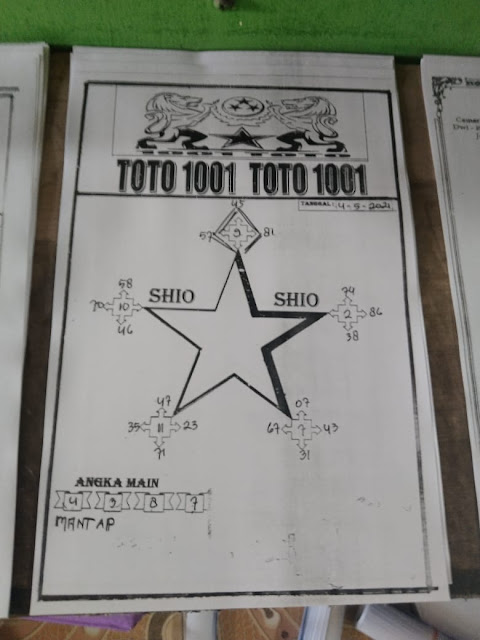 TOTO 1001 TOTO 1001
TANGGAL: 4-5-2021
45
57 9 81
58
SHIO SHIO
70 10
46
74
2 86
38
47
35 11 23
71
07
67 7 43
31
ANGKA MAIN
4 9 8 7
MANTAP